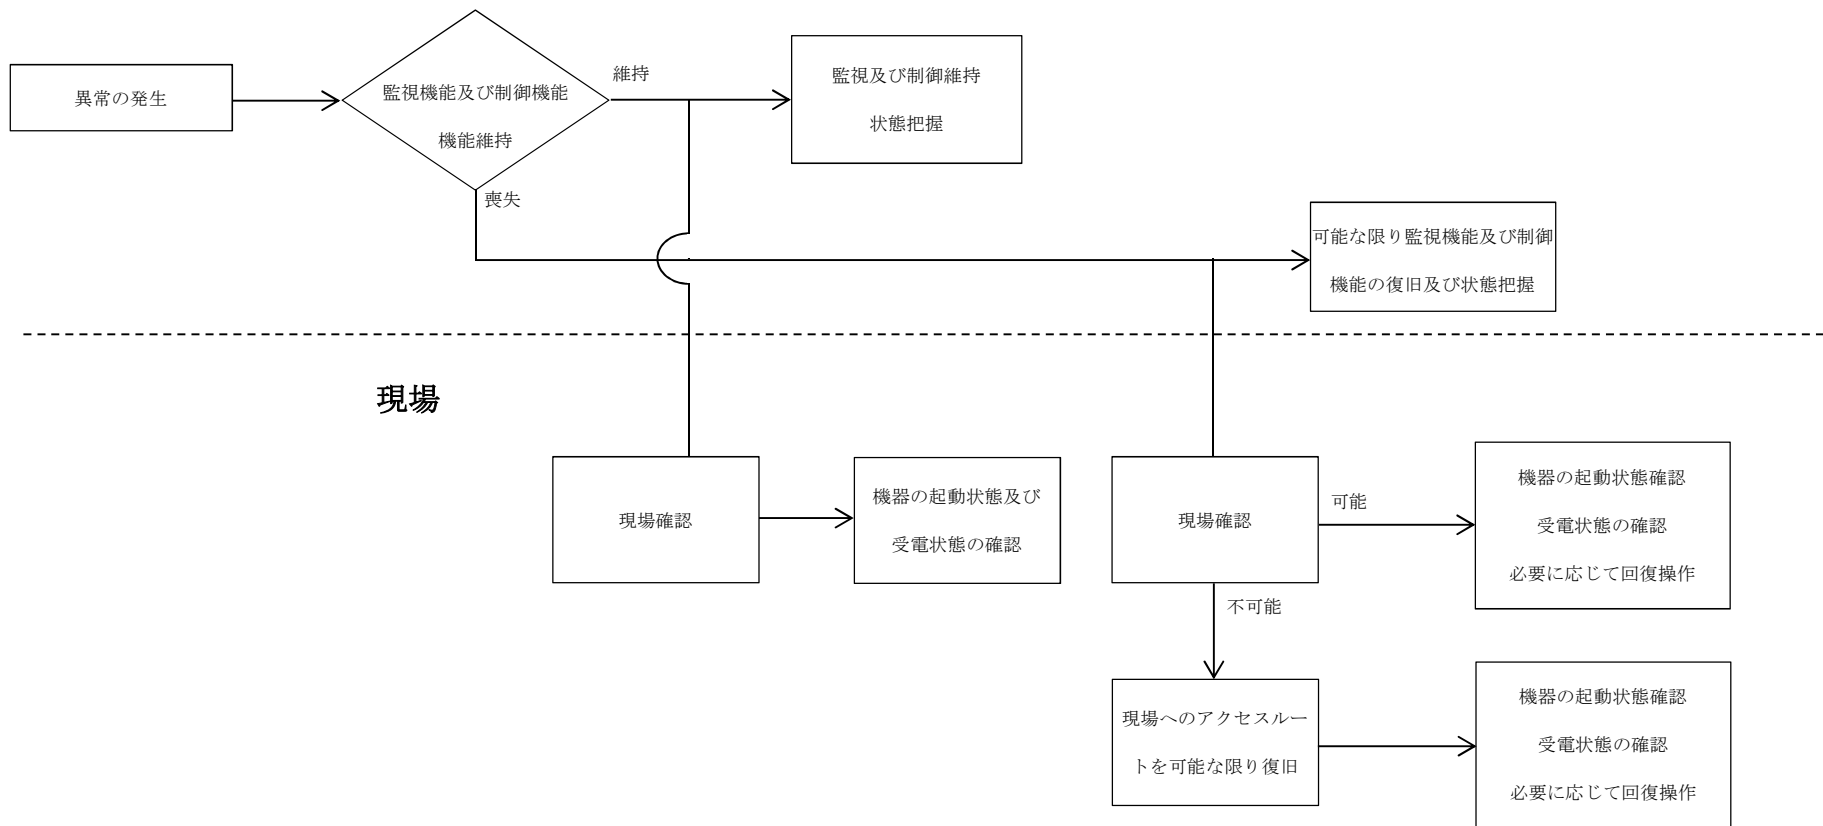 異常の発生
監視機能及び制御機能
機能維持
維持
喪失
監視及び制御維持
状態把握
可能な限り監視機能及び制御
機能の復旧及び状態把握
現場
現場確認
機器の起動状態及び
受電状態の確認
現場確認
可能
不可能
機器の起動状態確認
受電状態の確認
必要に応じて回復操作
現場へのアクセスルー
トを可能な限り復旧
機器の起動状態確認
受電状態の確認
必要に応じて回復操作